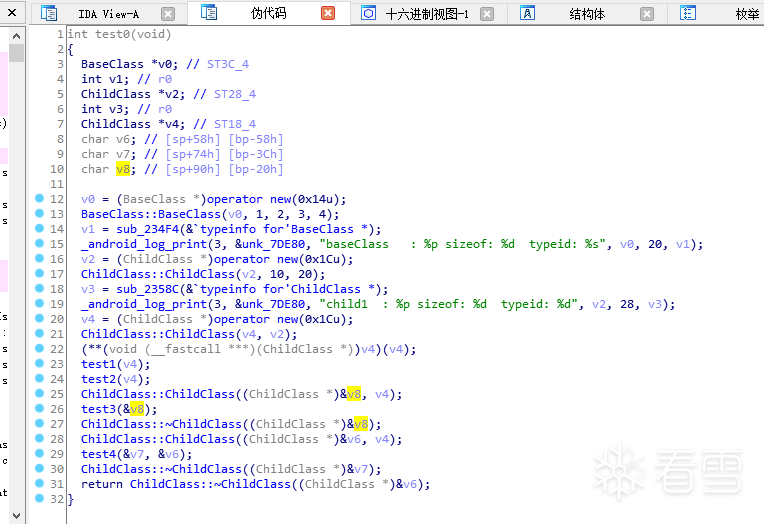 IDA View-A
伪代码
十六进制视图-1
结构体
枚举
1 int test0(void)
2 {
3 BaseClass *v0; // ST3C_4
4 int v1; // r0
5 ChildClass *v2; // ST28_4
6 int v3; // r0
7 ChildClass *v4; // ST18_4
8 char v6; // [sp+58h] [bp-58h]
9 char v7; // [sp+74h] [bp-3Ch]
10 char v8; // [sp+90h] [bp-20h]
11
12 v0 = (BaseClass *)operator new(0x14u);
13 BaseClass::BaseClass(v0, 1, 2, 3, 4);
14 v1 = sub_234F4(&`typeinfo for'BaseClass *);
15 _android_log_print(3, &unk_7DE80, "baseClass   : %p sizeof: %d  typeid: %s", v0, 20, v1);
16 v2 = (ChildClass *)operator new(0x1Cu);
17 ChildClass::ChildClass(v2, 10, 20);
18 v3 = sub_2358C(&`typeinfo for'ChildClass *);
19 _android_log_print(3, &unk_7DE80, "child1  : %p sizeof: %d  typeid: %d", v2, 28, v3);
20 v4 = (ChildClass *)operator new(0x1Cu);
21 ChildClass::ChildClass(v4, v2);
22 (**(void (__fastcall ***)(ChildClass *))v4)(v4);
23 test1(v4);
24 test2(v4);
25 ChildClass::ChildClass((ChildClass *)&v8, v4);
26 test3(&v8);
27 ChildClass::~ChildClass((ChildClass *)&v8);
28 ChildClass::ChildClass((ChildClass *)&v6, v4);
29 test4(&v7, &v6);
30 ChildClass::~ChildClass((ChildClass *)&v7);
31 return ChildClass::~ChildClass((ChildClass *)&v6);
32 }
看雪